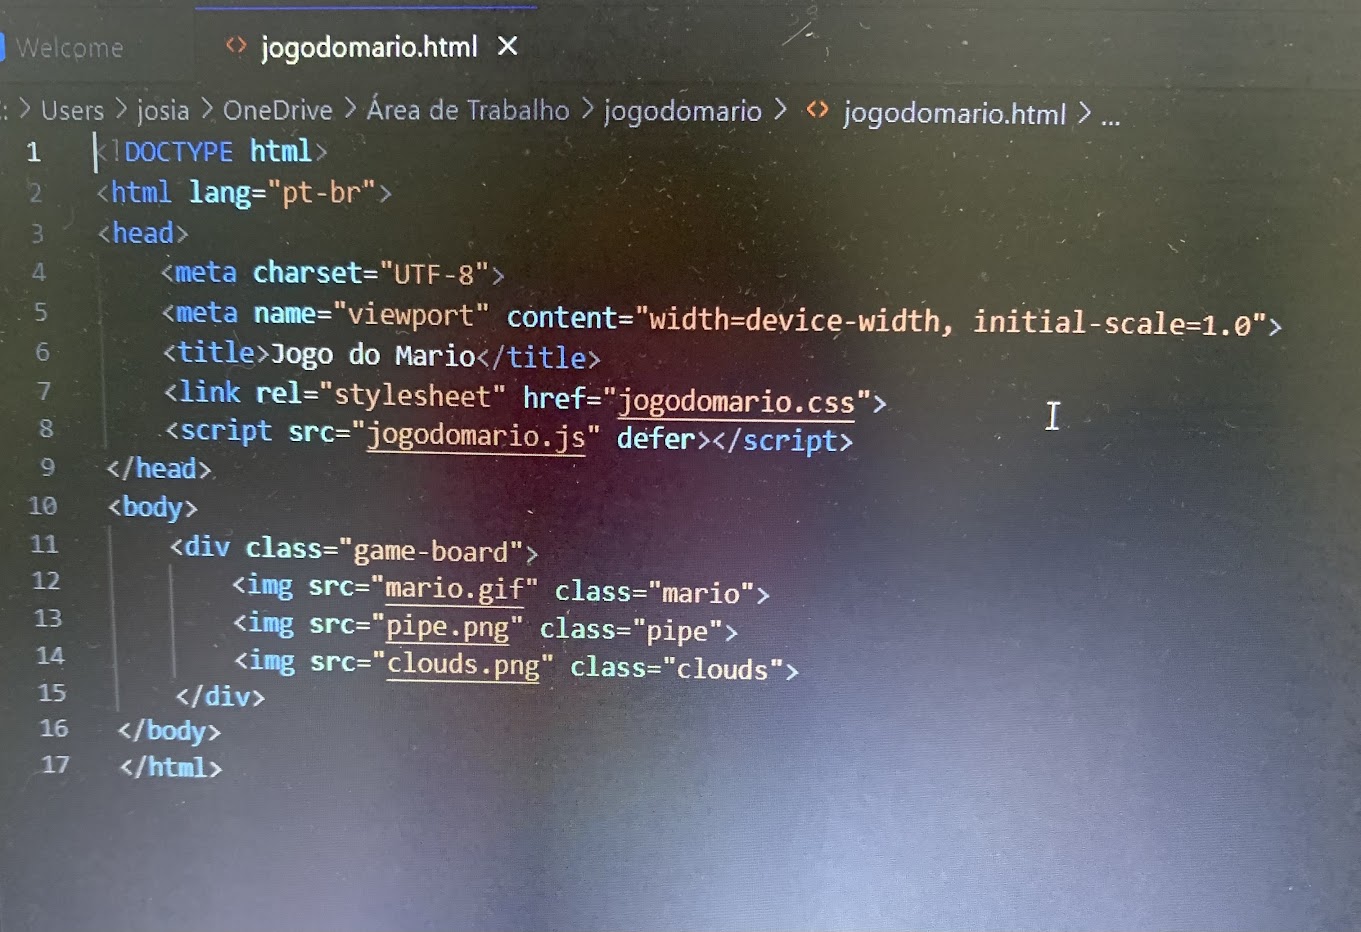 Welcome
<> jogodomario.html ×
: > Users > josia > OneDrive > Área de Trabalho > jogodomario > <> jogodomario.html > ...
1 <!DOCTYPE html>
2 <html lang="pt-br">
3 <head>
4 <meta charset="UTF-8">
5 <meta name="viewport" content="width=device-width, initial-scale=1.0">
6 <title>Jogo do Mario</title>
7 <link rel="stylesheet" href="jogodomario.css">
8 <script src="jogodomario.js" defer></script>
9 </head>
10 <body>
11 <div class="game-board">
12 <img src="mario.gif" class="mario">
13 <img src="pipe.png" class="pipe">
14 <img src="clouds.png" class="clouds">
15 </div>
16 </body>
17 </html>